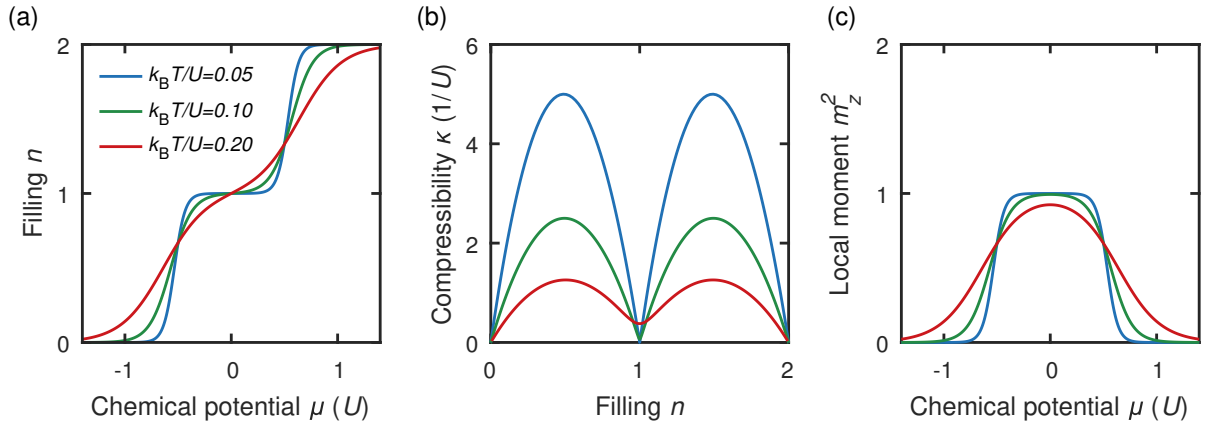 (a)
Filling n
2
1
0
k_B T/U=0.05
k_B T/U=0.10
k_B T/U=0.20
-1 0 1
Chemical potential μ (U)
(b)
Compressibility κ (1/U)
6
4
2
0
0 1 2
Filling n
(c)
Local moment m_z^2
2
1
0
-1 0 1
Chemical potential μ (U)